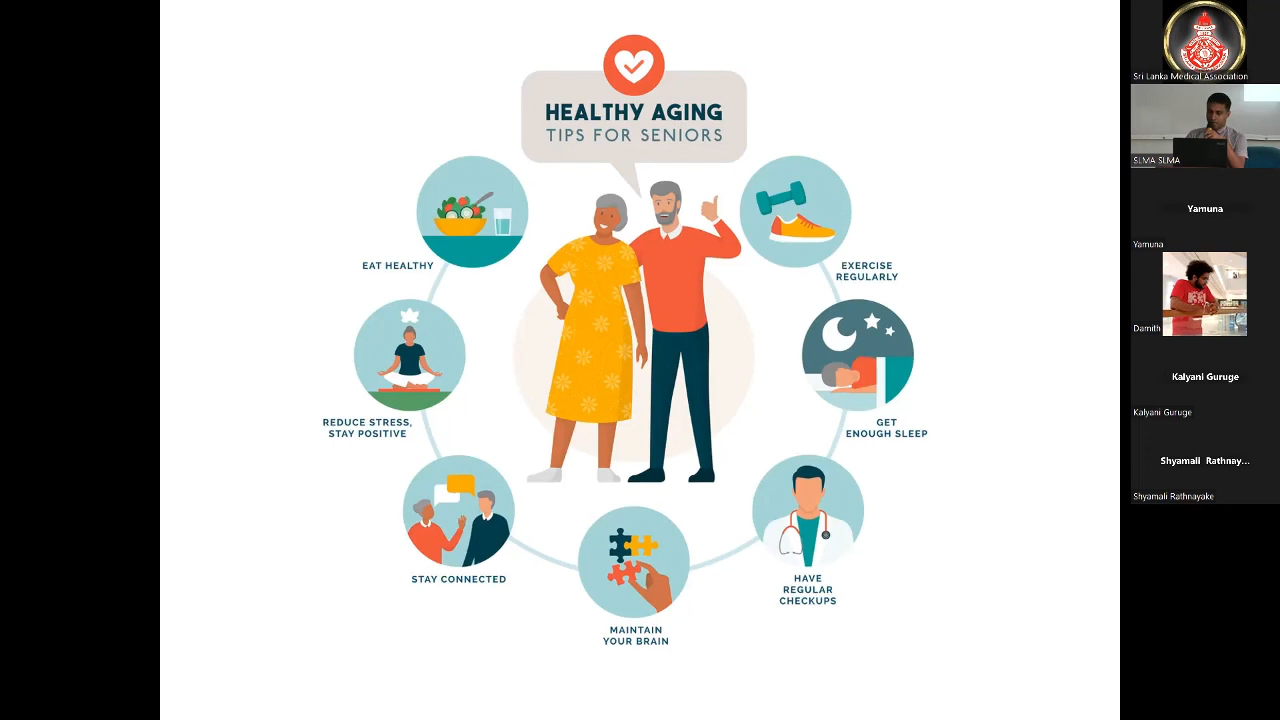 HEALTHY AGING
TIPS FOR SENIORS
EAT HEALTHY
EXERCISE
REGULARLY
REDUCE STRESS,
STAY POSITIVE
GET
ENOUGH SLEEP
STAY CONNECTED
HAVE
REGULAR
CHECKUPS
MAINTAIN
YOUR BRAIN
Sri Lanka Medical Association
SLMA SLMA
Yamuna
Yamuna
Damith
Kalyani Guruge
Kalyani Guruge
Shyamali Rathnay...
Shyamali Rathnayake